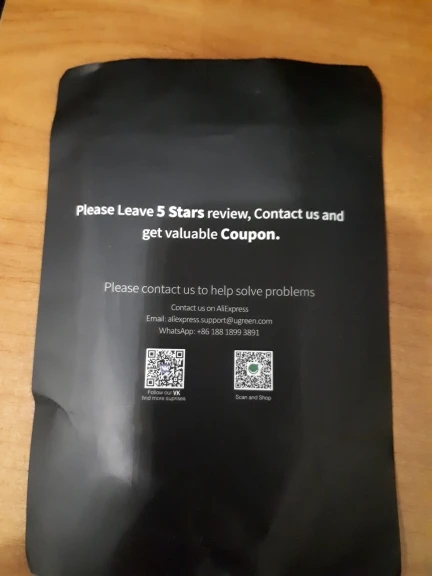 Please Leave 5 Stars review, Contact us and
get valuable Coupon.
Please contact us to help solve problems
Contact us on AliExpress
Email: aliexpress.support@ugreen.com
WhatsApp: +86 188 1899 3891
Follow our VK
find more suprises
Scan and Shop